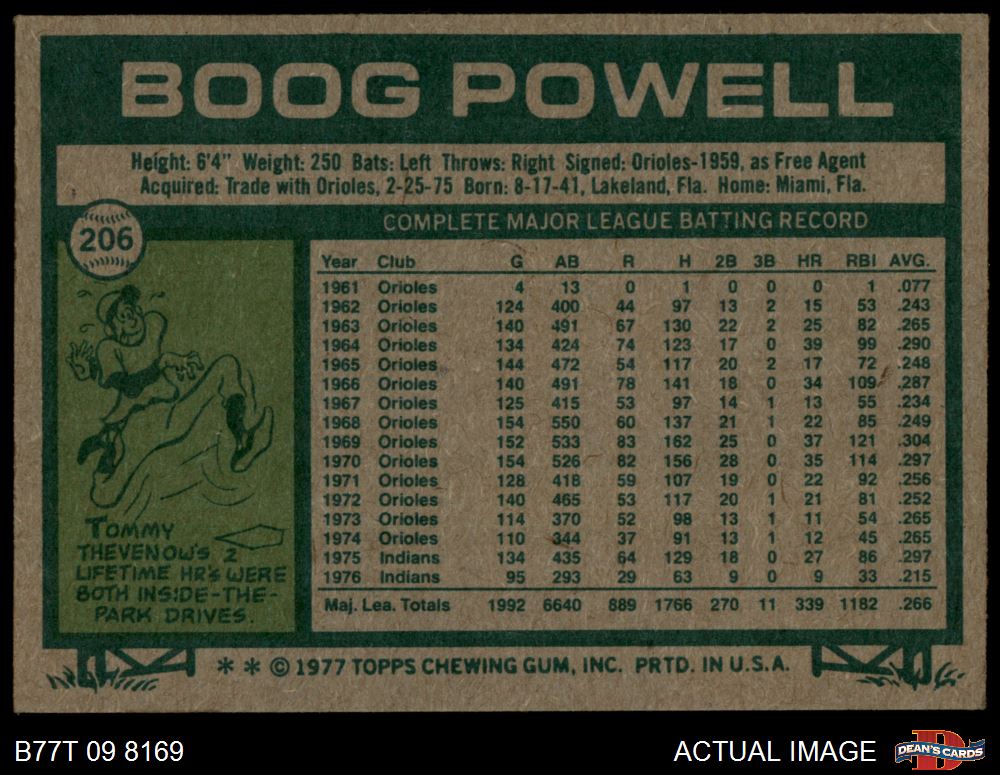 BOOG POWELL
Height: 6'4" Weight: 250 Bats: Left Throws: Right Signed: Orioles-1959, as Free Agent
Acquired: Trade with Orioles, 2-25-75 Born: 8-17-41, Lakeland, Fla. Home: Miami, Fla.
206
COMPLETE MAJOR LEAGUE BATTING RECORD
Year Club G AB R H 2B 3B HR RBI AVG.
1961 Orioles 4 13 0 1 0 0 0 1 .077
1962 Orioles 124 400 44 97 13 2 15 53 .243
1963 Orioles 140 491 67 130 22 2 25 82 .265
1964 Orioles 134 424 74 123 17 0 39 99 .290
1965 Orioles 144 472 54 117 20 2 17 72 .248
1966 Orioles 140 491 78 141 18 0 34 109 .287
1967 Orioles 125 415 53 97 14 1 13 55 .234
1968 Orioles 154 550 60 137 21 1 22 85 .249
1969 Orioles 152 533 83 162 25 0 37 121 .304
1970 Orioles 154 526 82 156 28 0 35 114 .297
1971 Orioles 128 418 59 107 19 0 22 92 .256
1972 Orioles 140 465 53 117 20 1 21 81 .252
1973 Orioles 114 370 52 98 13 1 11 54 .265
1974 Orioles 110 344 37 91 13 1 12 45 .265
1975 Indians 134 435 64 129 18 0 27 86 .297
1976 Indians 95 293 29 63 9 0 9 33 .215
Maj. Lea. Totals 1992 6640 889 1766 270 11 339 1182 .266
TOMMY
THEVENOW'S 2
LIFETIME HR's WERE
BOTH INSIDE-THE-
PARK DRIVES.
* * © 1977 TOPPS CHEWING GUM, INC. PRTD. IN U.S.A.
B77T 09 8169
ACTUAL IMAGE
DEAN'S CARDS